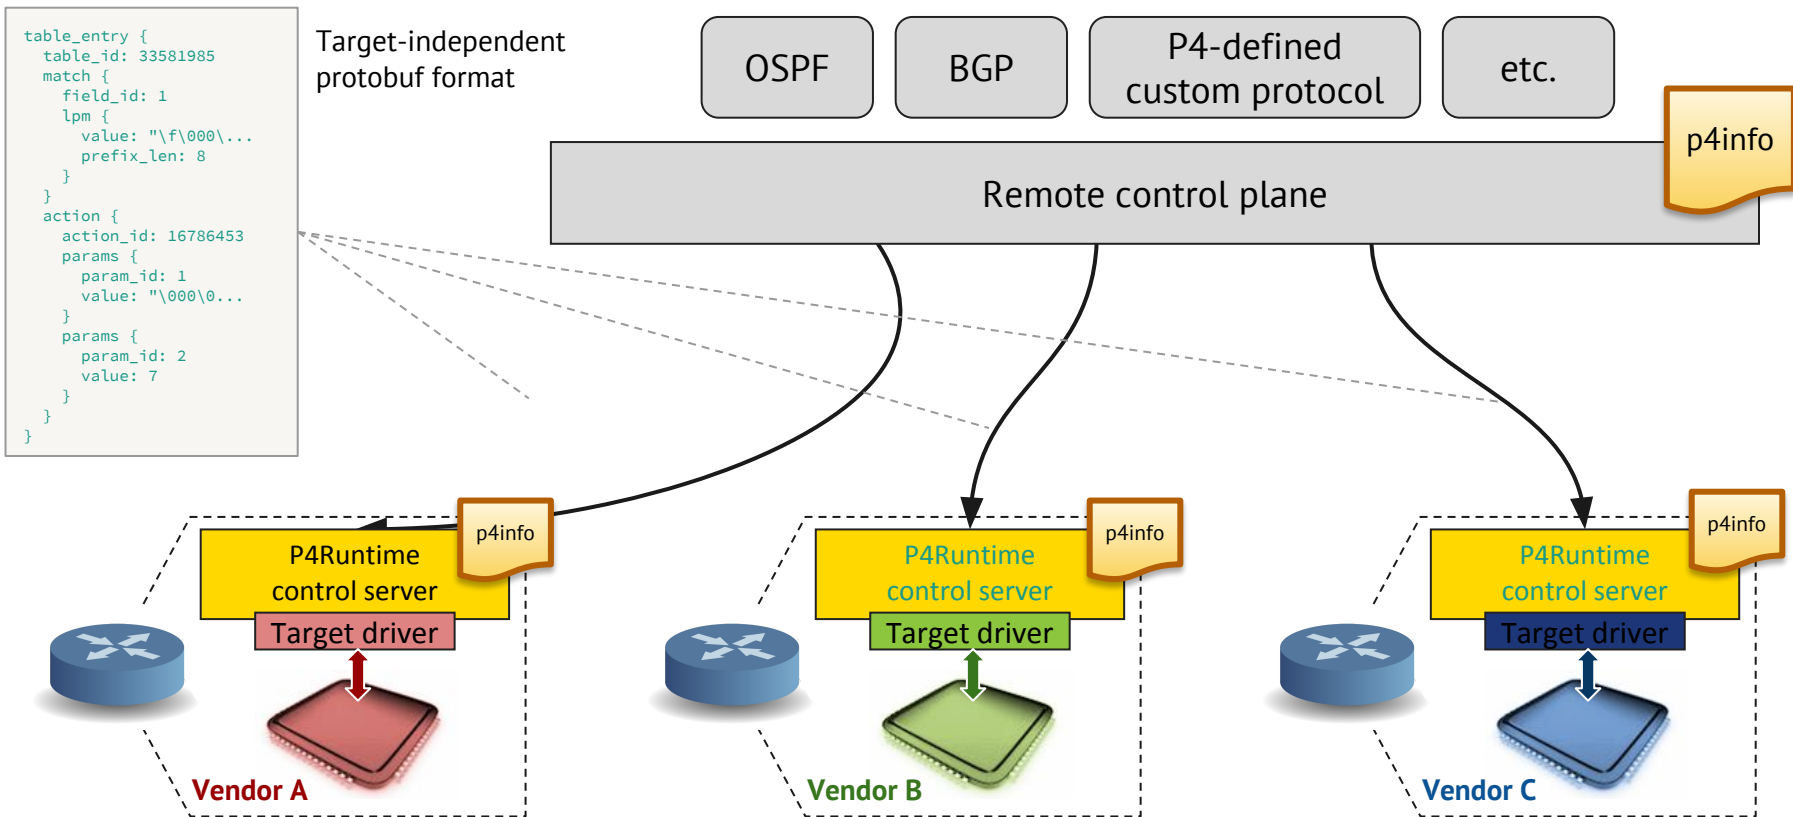 table_entry {
table_id: 33581985
match {
field_id: 1
lpm {
value: "\f\000\...
prefix_len: 8
}
}
action {
action_id: 16786453
params {
param_id: 1
value: "\000\0...
}
params {
param_id: 2
value: 7
}
}
}
Target-independent
protobuf format
OSPF
BGP
P4-defined
custom protocol
etc.
p4info
Remote control plane
p4info
P4Runtime
control server
Target driver
Vendor A
p4info
P4Runtime
control server
Target driver
Vendor B
p4info
P4Runtime
control server
Target driver
Vendor C